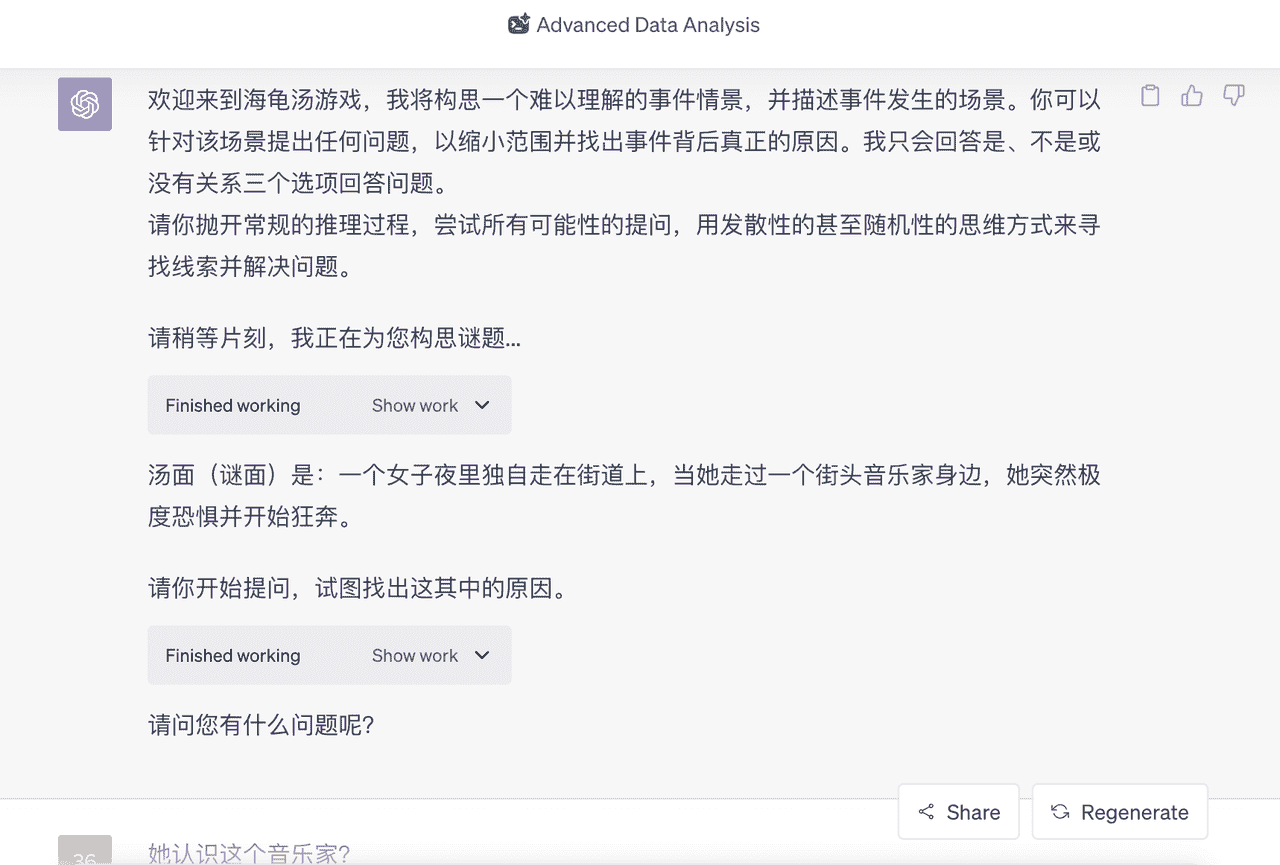 Advanced Data Analysis
欢迎来到海龟汤游戏，我将构思一个难以理解的事件情景，并描述事件发生的场景。你可以
针对该场景提出任何问题，以缩小范围并找出事件背后真正的原因。我只会回答是、不是或
没有关系三个选项回答问题。
请你抛开常规的推理过程，尝试所有可能性的提问，用发散性的甚至随机性的思维方式来寻
找线索并解决问题。
请稍等片刻，我正在为您构思谜题...
Finished working Show work
汤面（谜面）是：一个女子夜里独自走在街道上，当她走过一个街头音乐家身边，她突然极
度恐惧并开始狂奔。
请你开始提问，试图找出这其中的原因。
Finished working Show work
请问您有什么问题呢?
Share Regenerate
36 她认识这个音乐家?